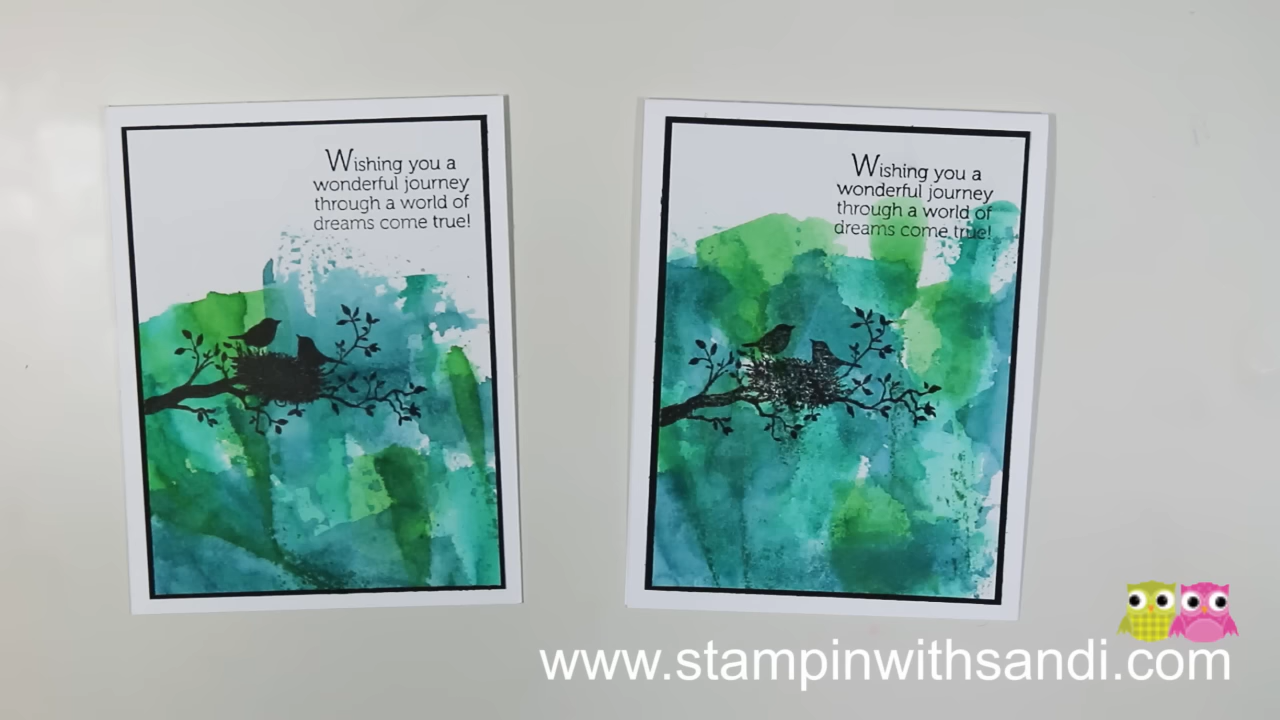 Wishing you a
wonderful journey
through a world of
dreams come true!
Wishing you a
wonderful journey
through a world of
dreams come true!
www.stampinwithsandi.com